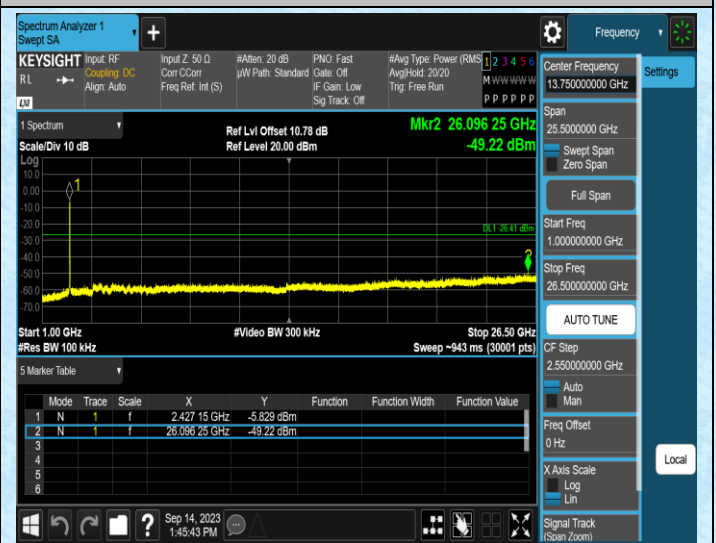 Spectrum Analyzer 1
Swept SA
+
Frequency
KEYSIGHT
RL
LXI
Input: RF
Coupling: DC
Align: Auto
Input Z: 50 Ω
Corr CCorr
Freq Ref: Int (S)
#Atten: 20 dB
µW Path: Standard
PNO: Fast
Gate: Off
IF Gain: Low
Sig Track: Off
#Avg Type: Power (RMS
Avg|Hold: 20/20
Trig: Free Run
1 2 3 4 5 6
M W W W W W
P P P P P P
1 Spectrum
Scale/Div 10 dB
Ref Lvl Offset 10.78 dB
Ref Level 20.00 dBm
Mkr2 26.096 25 GHz
-49.22 dBm
Log
10.0
0.00
-10.0
-20.0
-30.0
-40.0
-50.0
-60.0
-70.0
1
DL1 -26.41 dBm
2
Start 1.00 GHz
#Res BW 100 kHz
#Video BW 300 kHz
Stop 26.50 GHz
Sweep ~943 ms (30001 pts)
5 Marker Table
Mode Trace Scale X Y Function Function Width Function Value
1 N 1 f 2.427 15 GHz -5.829 dBm
2 N 1 f 26.096 25 GHz -49.22 dBm
3
4
5
6
?
Sep 14, 2023
1:45:43 PM
Center Frequency
13.750000000 GHz
Span
25.5000000 GHz
Swept Span
Zero Span
Full Span
Start Freq
1.000000000 GHz
Stop Freq
26.500000000 GHz
AUTO TUNE
CF Step
2.550000000 GHz
Auto
Man
Freq Offset
0 Hz
X Axis Scale
Log
Lin
Signal Track
(Span Zoom)
Settings
Local